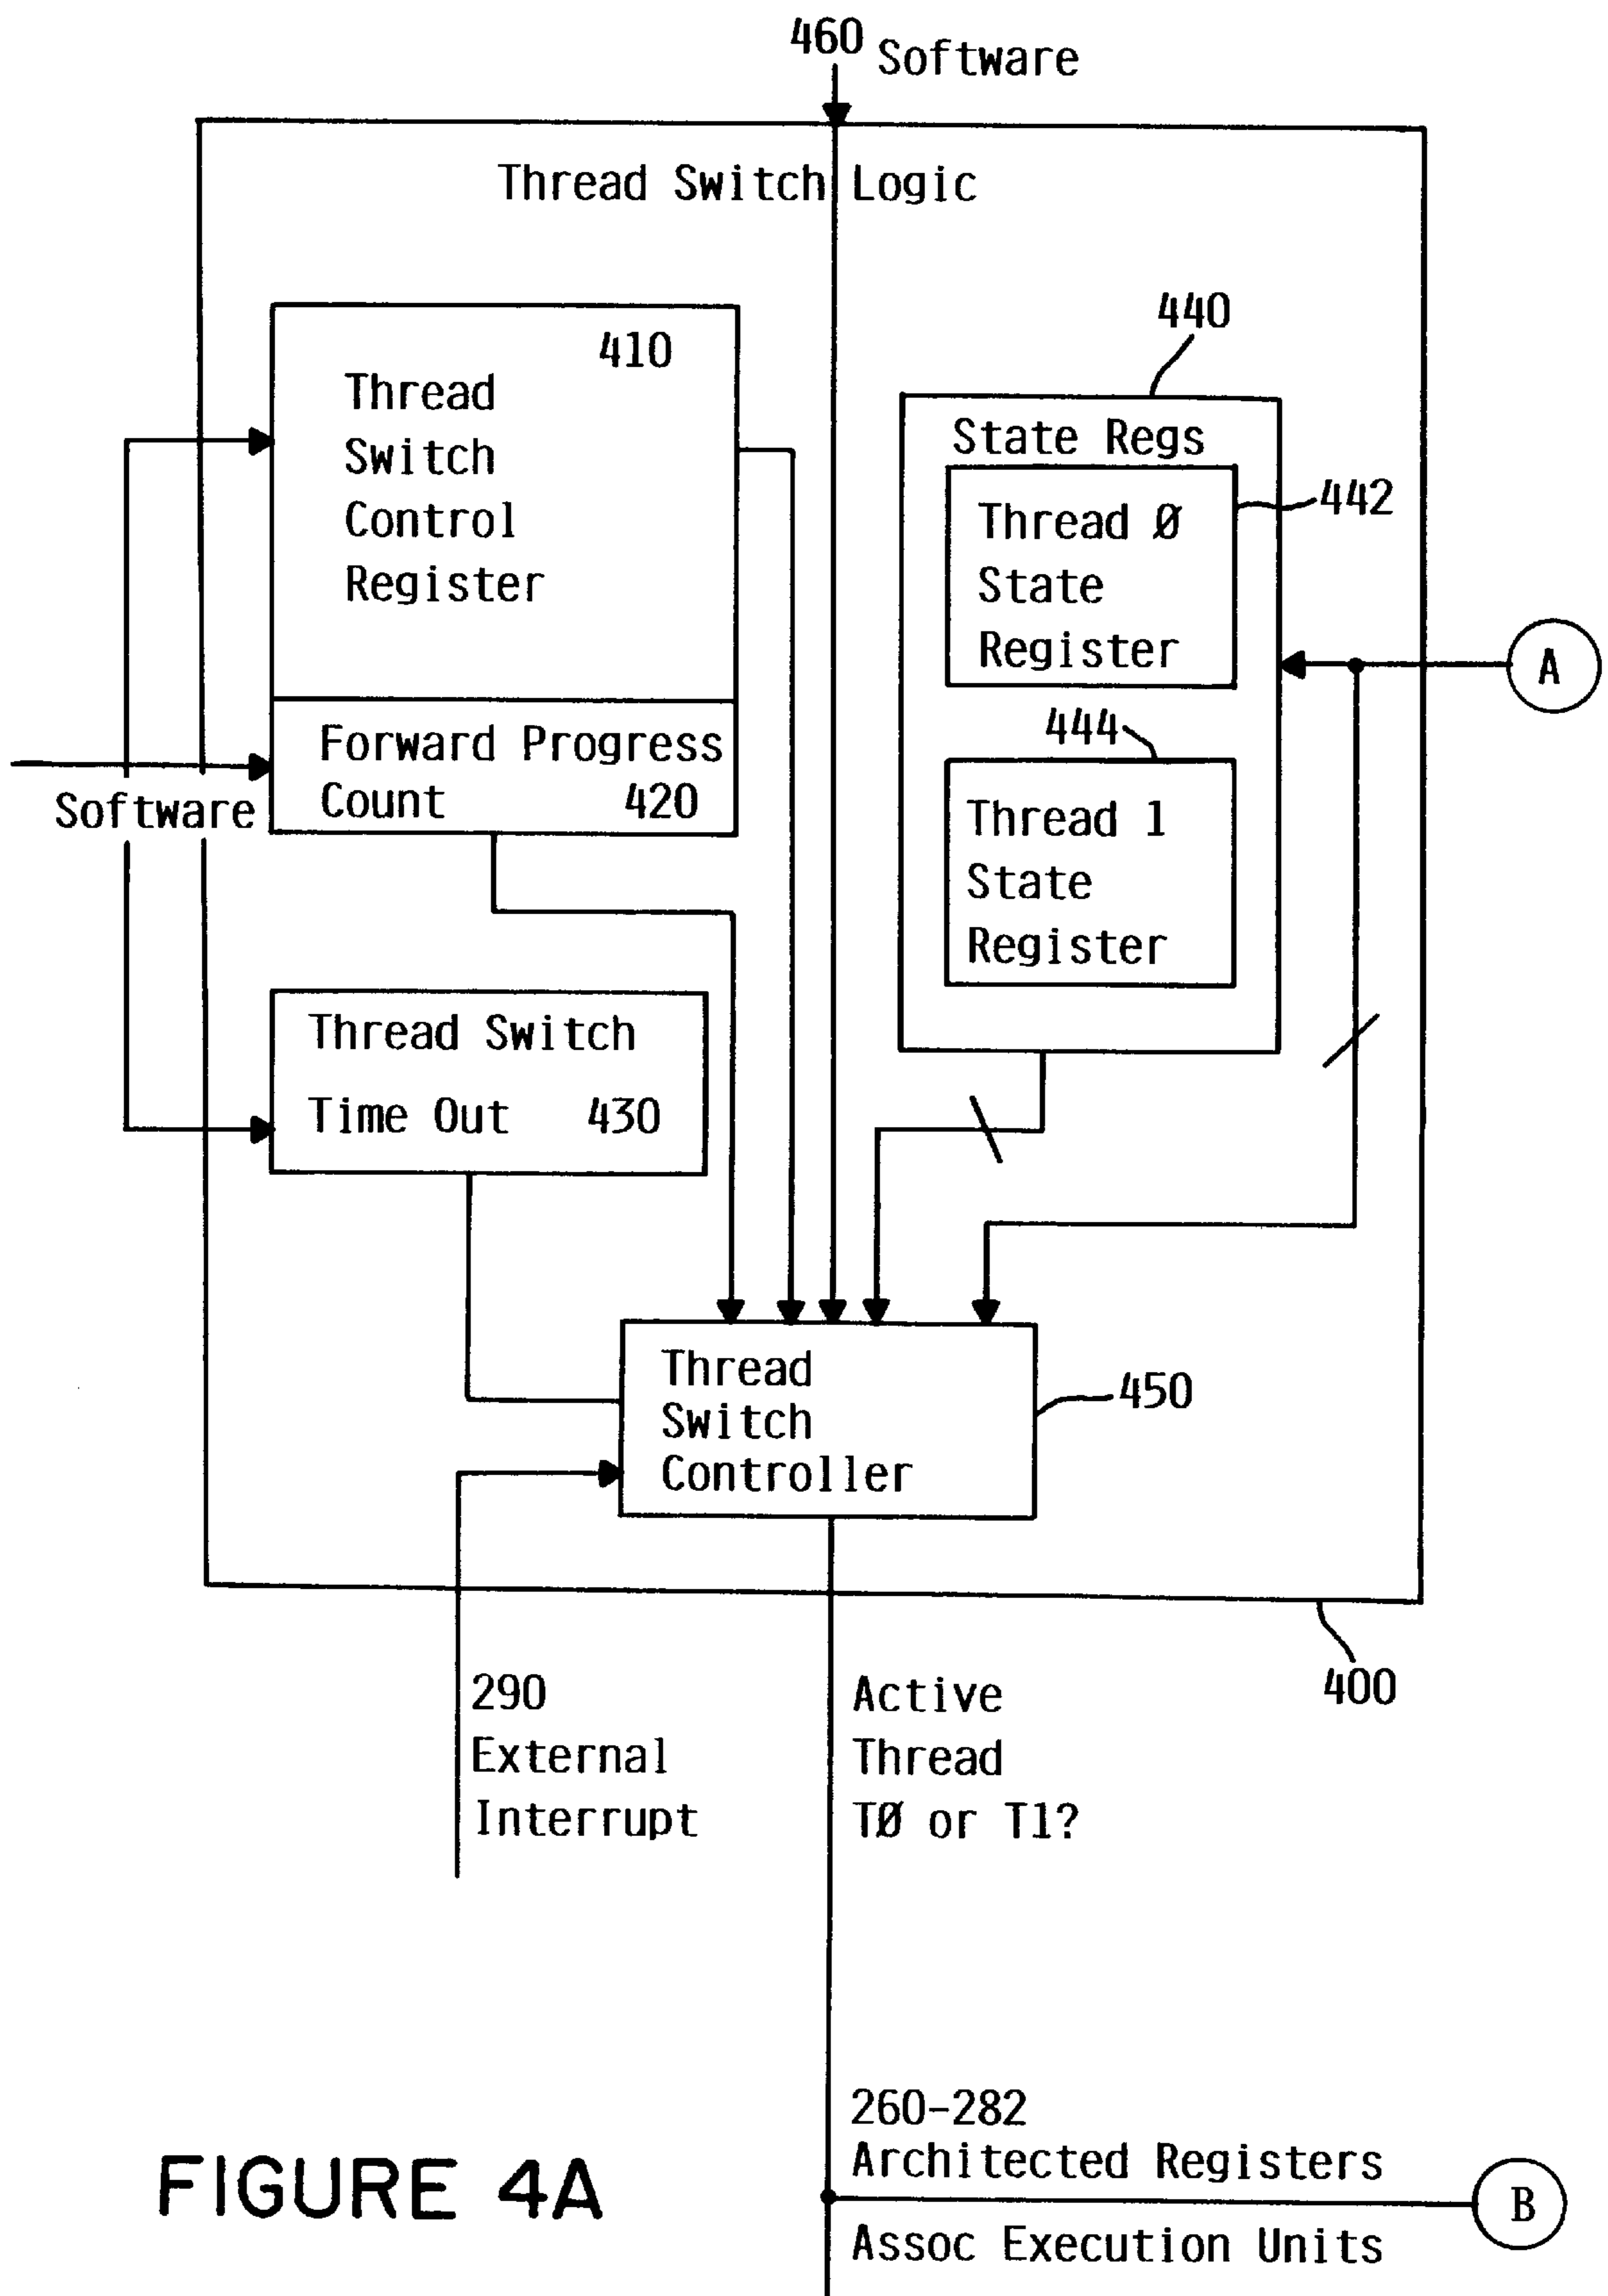 460 Software
Thread Switch Logic
410
Thread
Switch
Control
Register
Forward Progress
Count 420
Software
Thread Switch
Time Out 430
440
State Regs
Thread Ø
State
Register
442
444
Thread 1
State
Register
A
Thread
Switch
Controller
450
400
290
External
Interrupt
Active
Thread
TØ or T1?
260-282
Architected Registers
Assoc Execution Units
B
FIGURE 4A